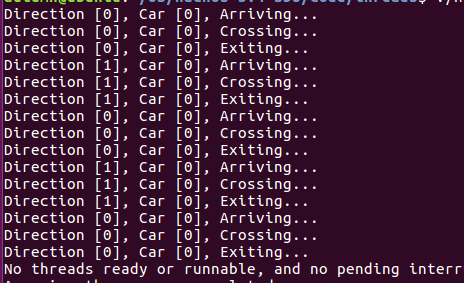 Direction [0], Car [0], Arriving...
Direction [0], Car [0], Crossing...
Direction [0], Car [0], Exiting...
Direction [1], Car [0], Arriving...
Direction [1], Car [0], Crossing...
Direction [1], Car [0], Exiting...
Direction [0], Car [0], Arriving...
Direction [0], Car [0], Crossing...
Direction [0], Car [0], Exiting...
Direction [1], Car [0], Arriving...
Direction [1], Car [0], Crossing...
Direction [1], Car [0], Exiting...
Direction [0], Car [0], Arriving...
Direction [0], Car [0], Crossing...
Direction [0], Car [0], Exiting...
No threads ready or runnable, and no pending interr